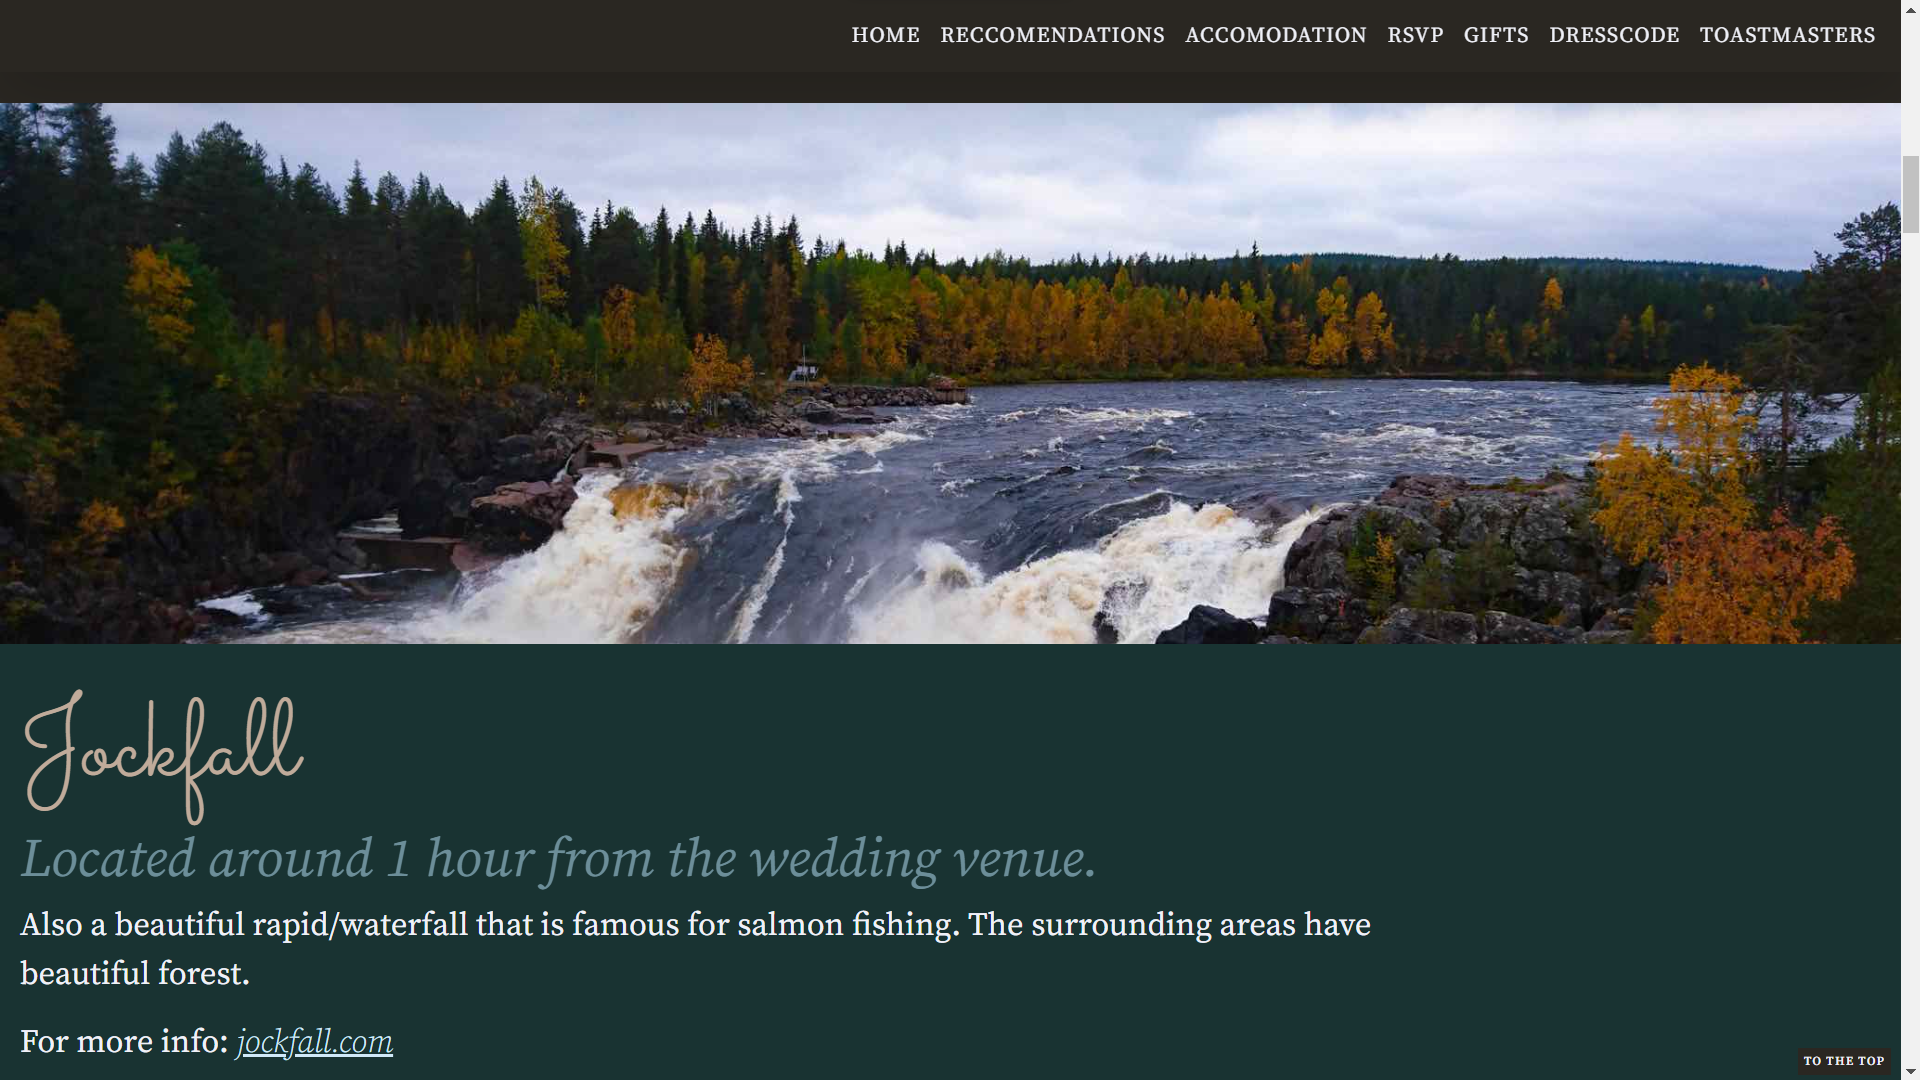 HOME RECCOMENDATIONS ACCOMODATION RSVP GIFTS DRESSCODE TOASTMASTERS
Jockfall
Located around 1 hour from the wedding venue.
Also a beautiful rapid/waterfall that is famous for salmon fishing. The surrounding areas have
beautiful forest.
For more info: jockfall.com
TO THE TOP